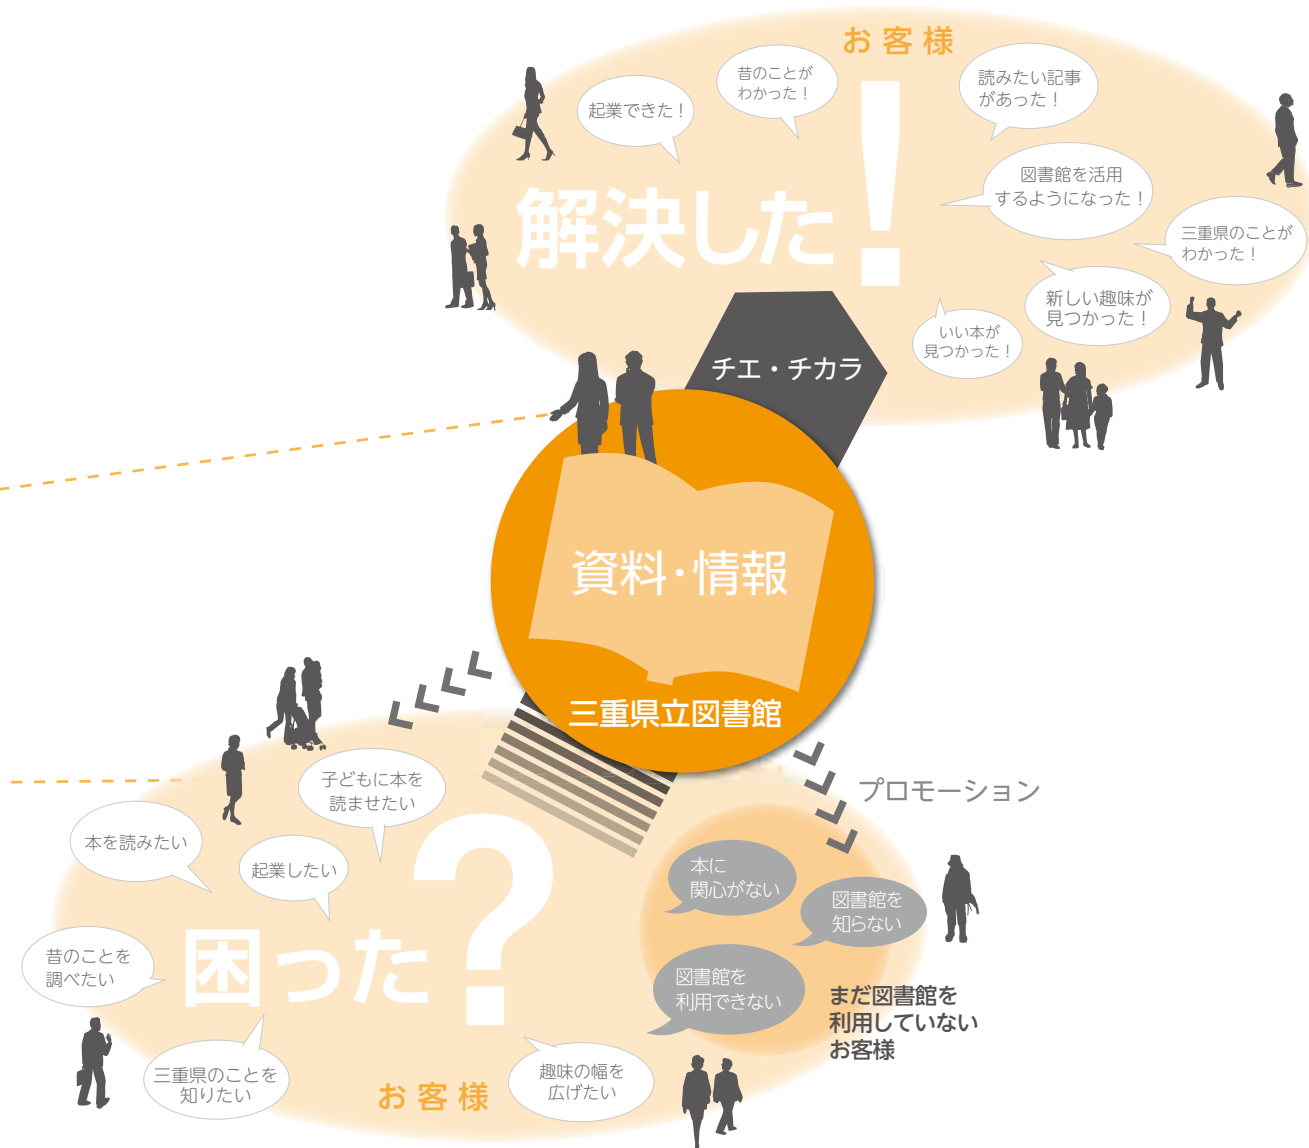 お客様
昔のことが
わかった！
読みたい記事
があった！
起業できた！
図書館を活用
するようになった！
解決した！
三重県のことが
わかった！
新しい趣味が
見つかった！
いい本が
見つかった！
チエ・チカラ
資料・情報
三重県立図書館
プロモーション
子どもに本を
読ませたい
本を読みたい
起業したい
本に
関心がない
図書館を
知らない
昔のことを
調べたい
困った？
図書館を
利用できない
まだ図書館を
利用していない
お客様
三重県のことを
知りたい
趣味の幅を
広げたい
お客様